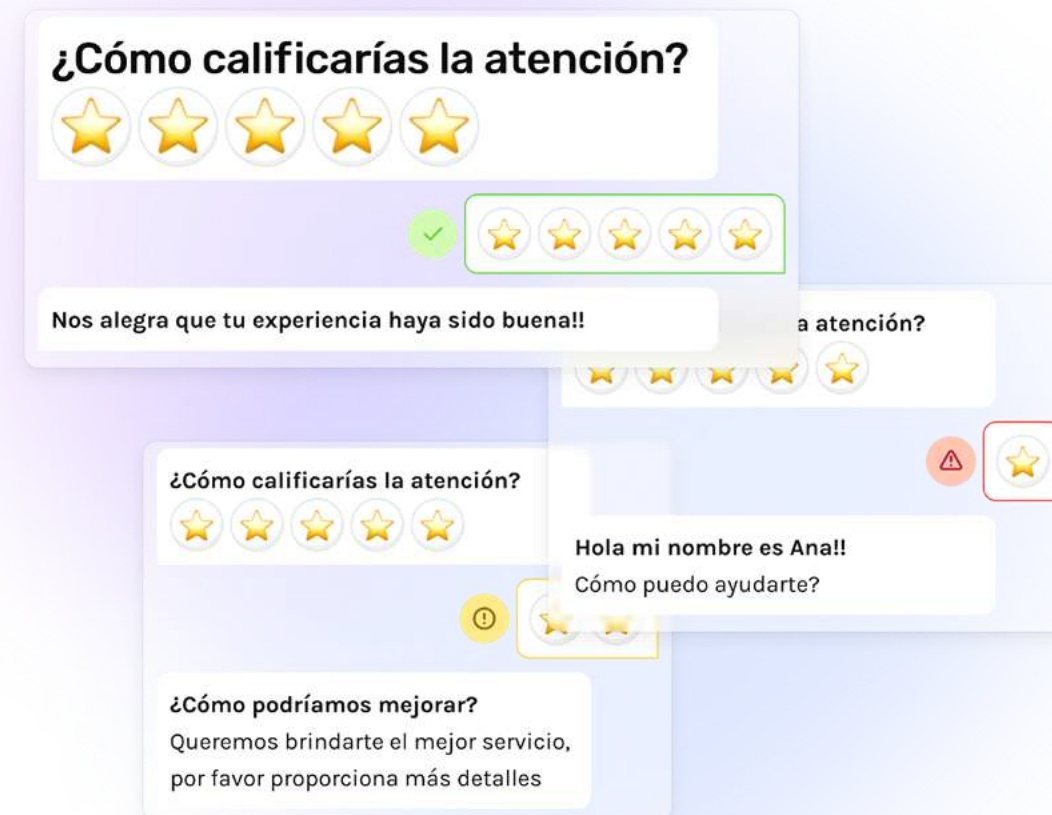 ¿Cómo calificarías la atención?
Nos alegra que tu experiencia haya sido buena!!
a atención?
Hola mi nombre es Ana!!
Cómo puedo ayudarte?
¿Cómo calificarías la atención?
¿Cómo podríamos mejorar?
Queremos brindarte el mejor servicio,
por favor proporciona más detalles